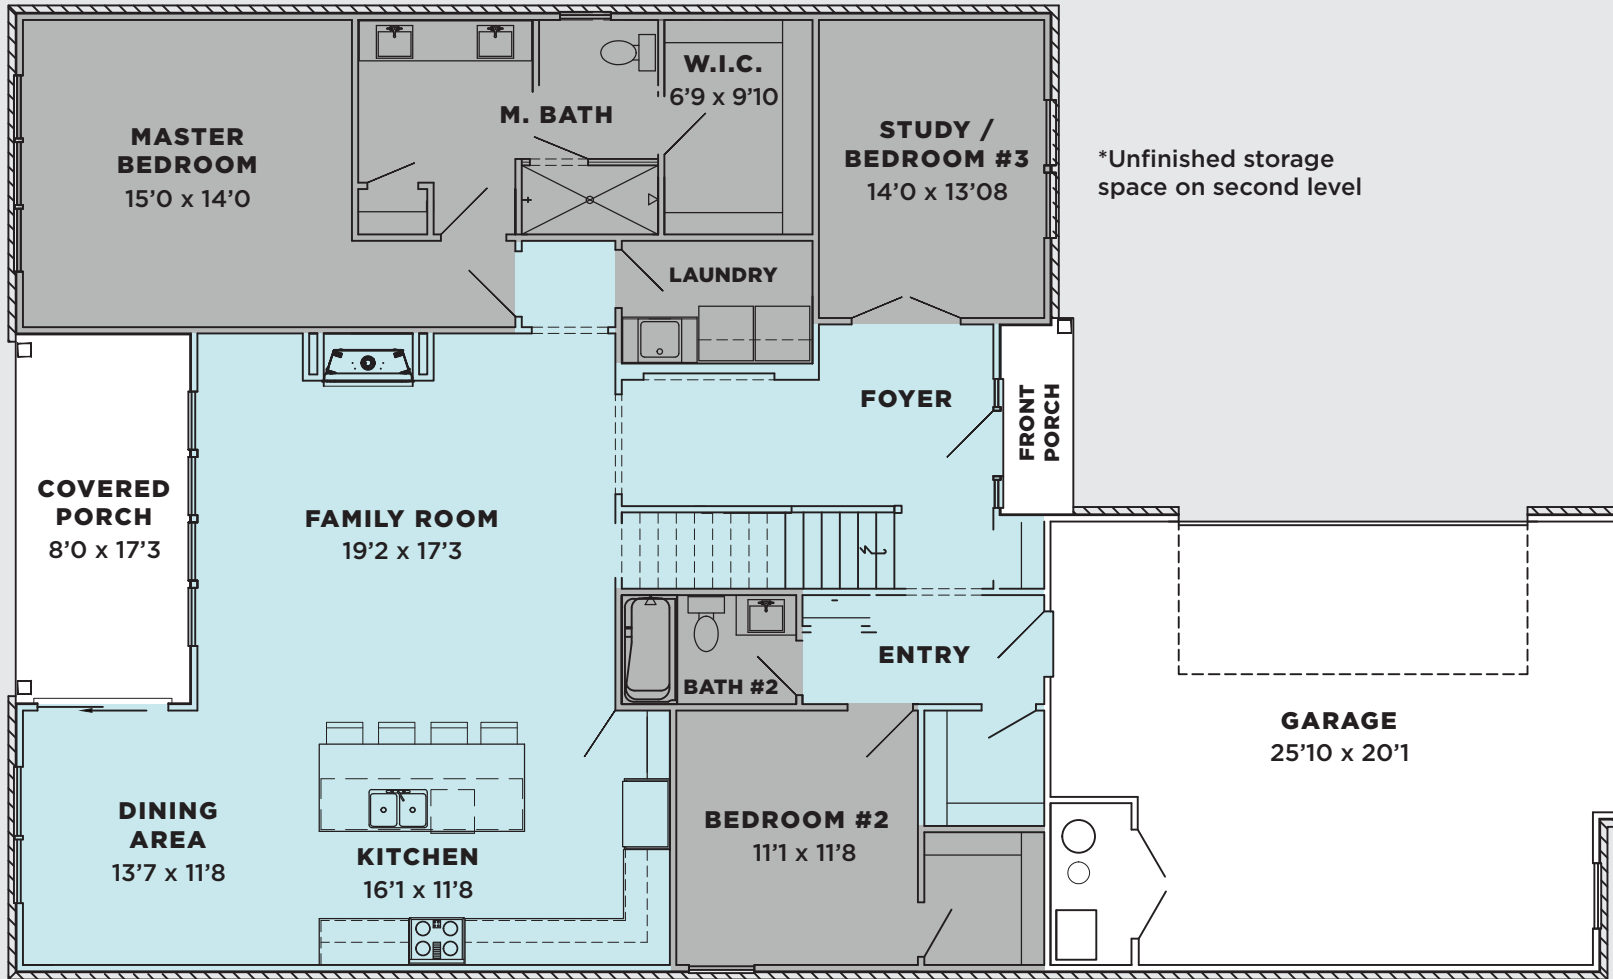 MASTER
BEDROOM
15’0 x 14’0
M. BATH
W.I.C.
6’9 x 9’10
STUDY /
BEDROOM #3
14’0 x 13’08
*Unfinished storage
space on second level
LAUNDRY
FOYER
FRONT
PORCH
COVERED
PORCH
8’0 x 17’3
FAMILY ROOM
19’2 x 17’3
ENTRY
BATH #2
GARAGE
25’10 x 20’1
DINING
AREA
13’7 x 11’8
KITCHEN
16’1 x 11’8
BEDROOM #2
11’1 x 11’8